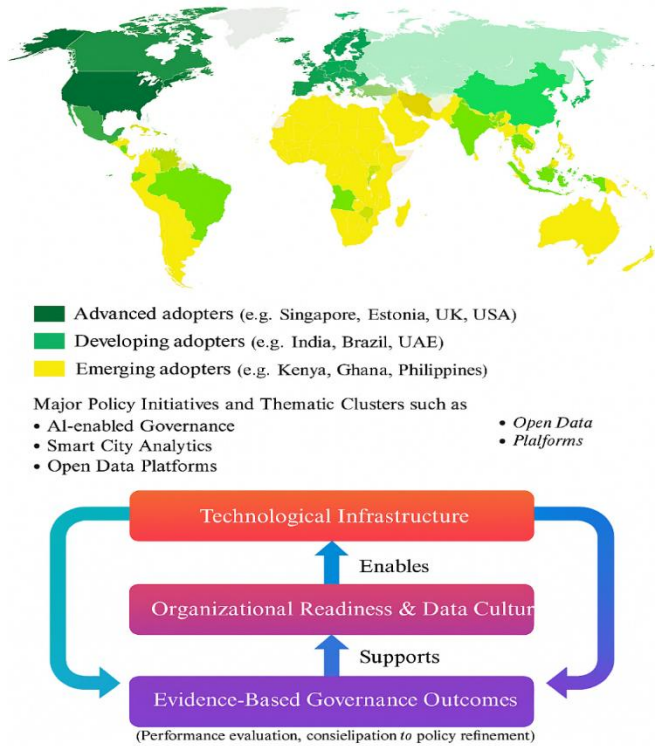 Advanced adopters (e.g. Singapore, Estonia, UK, USA)
Developing adopters (e.g. India, Brazil, UAE)
Emerging adopters (e.g. Kenya, Ghana, Philippines)
Major Policy Initiatives and Thematic Clusters such as
• AI-enabled Governance
• Smart City Analytics
• Open Data Platforms
• Open Data
• Plalforms
Technological Infrastructure
Enables
Organizational Readiness & Data Cultur
Supports
Evidence-Based Governance Outcomes
(Performance evaluation, consielipation to policy refinement)